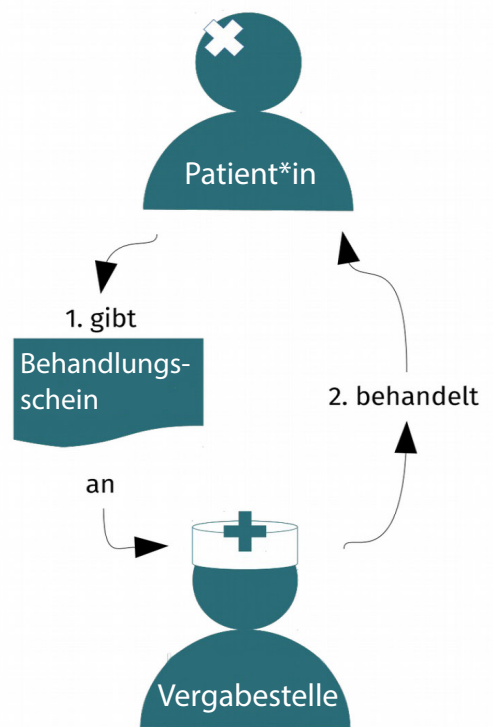 Patient*in
1. gibt
Behandlungs-
schein
2. behandelt
an
Vergabestelle